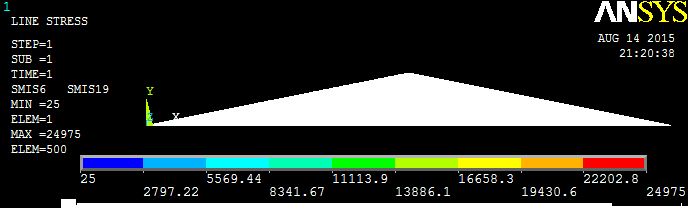 1
ANSYS
LINE STRESS
AUG 14 2015
21:20:38
STEP=1
SUB =1
TIME=1
SMIS6 SMIS19
MIN =25
ELEM=1
MAX =24975
ELEM=500
Y
X
25
2797.22
5569.44
8341.67
11113.9
13886.1
16658.3
19430.6
22202.8
24975